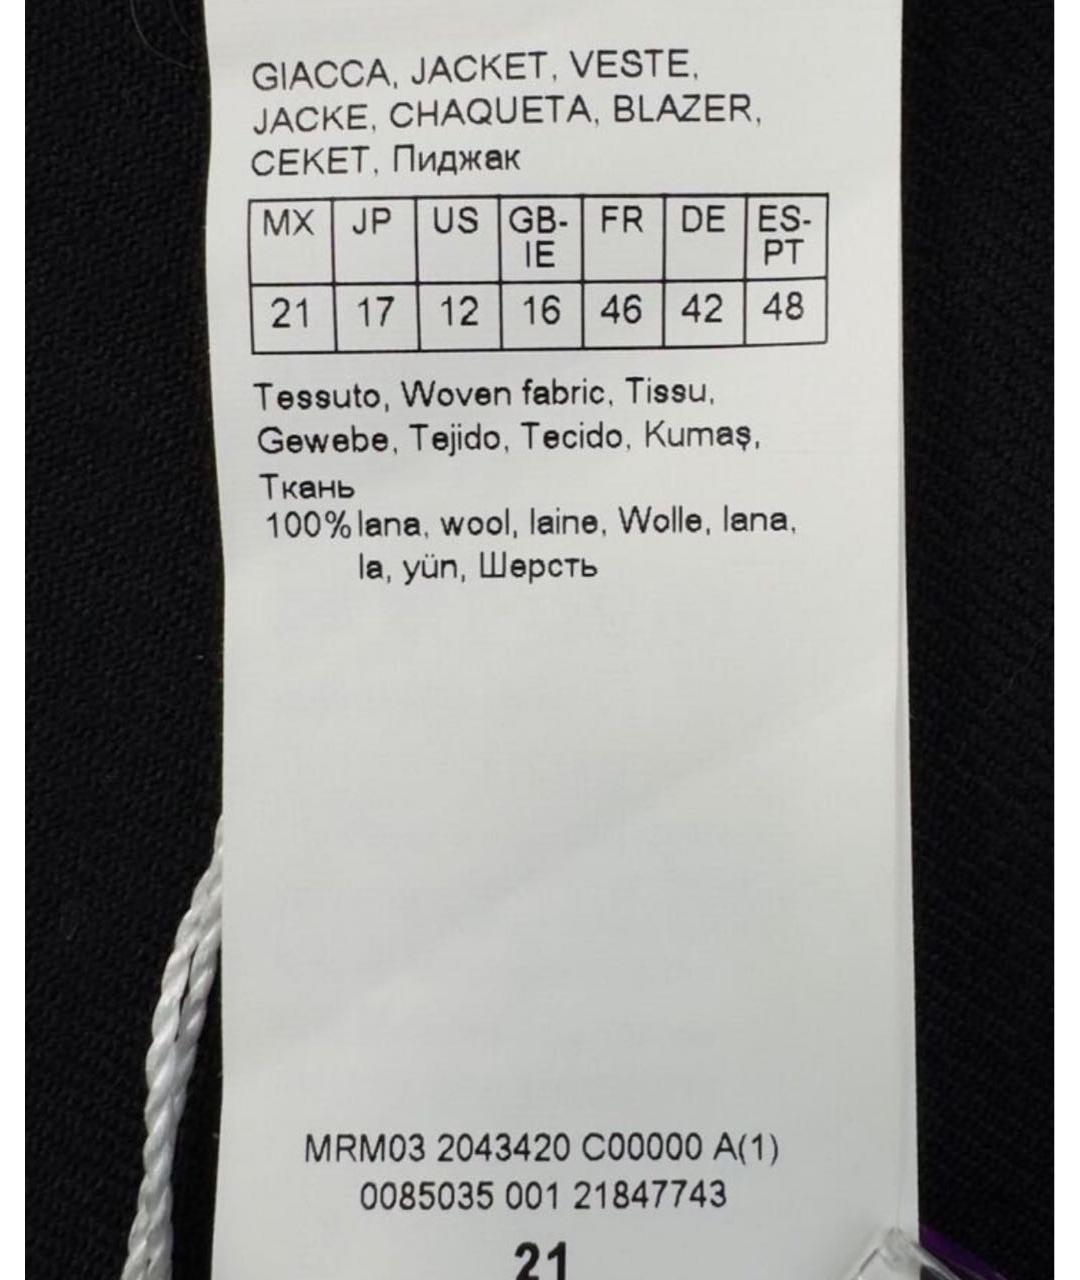 GIACCA, JACKET, VESTE,
JACKE, CHAQUETA, BLAZER,
CEKET, Пиджак
MX JP US GB-IE FR DE ES-PT
21 17 12 16 46 42 48
Tessuto, Woven fabric, Tissu,
Gewebe, Tejido, Tecido, Kumaş,
Ткань
100% lana, wool, laine, Wolle, lana,
la, yün, Шерсть
MRM03 2043420 C00000 A(1)
0085035 001 21847743
21